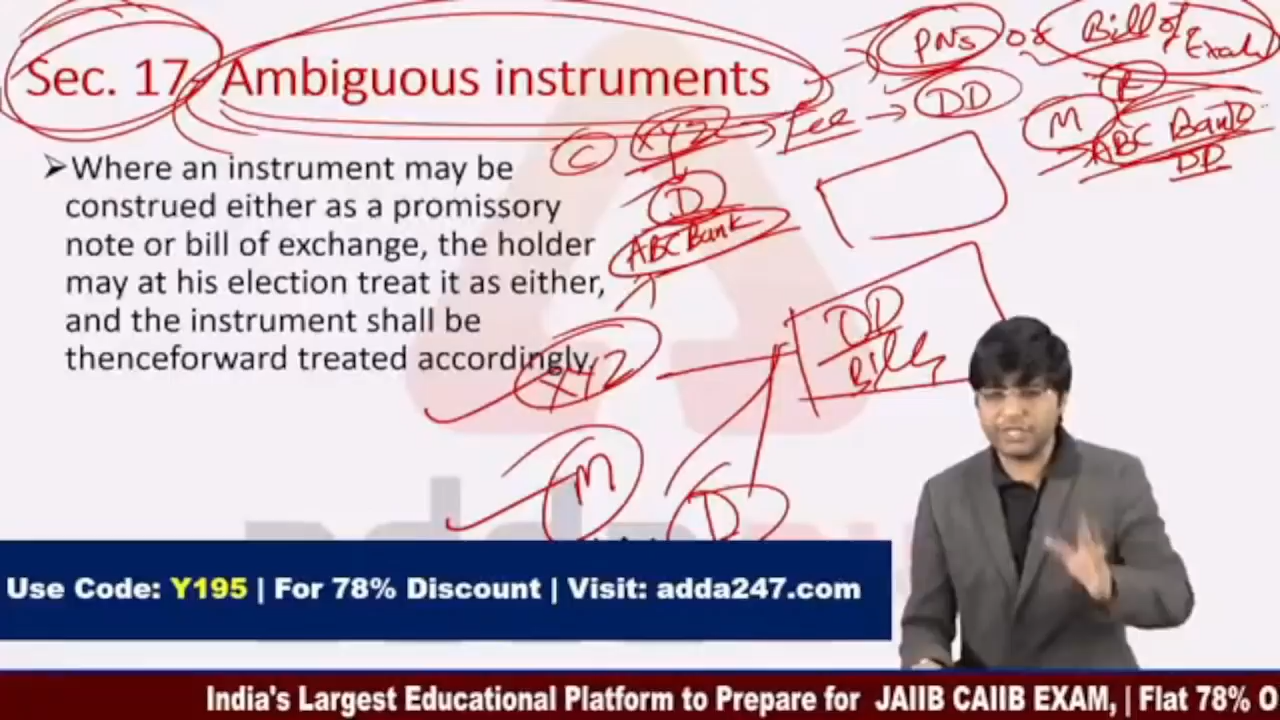 Sec. 17 Ambiguous instruments
PNs or Bill of
➢Where an instrument may be
construed either as a promissory
note or bill of exchange, the holder
may at his election treat it as either,
and the instrument shall be
thenceforward treated accordingly.
C XYZ → Fee → DD
D
ABC Bank
M
ABC Bank
DD
DD
Bills
XYZ
M
D
Use Code: Y195 | For 78% Discount | Visit: adda247.com
India's Largest Educational Platform to Prepare for JAIIB CAIIB EXAM, | Flat 78% O